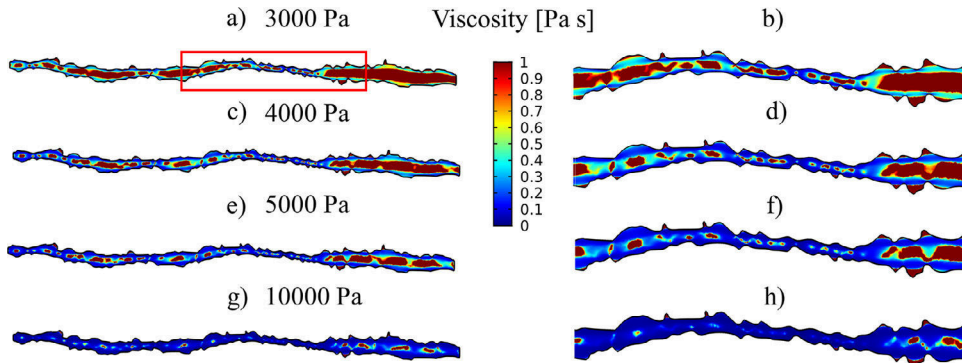 a) 3000 Pa
Viscosity [Pa s]
b)
1
0.9
0.8
0.7
0.6
0.5
0.4
0.3
0.2
0.1
0
c) 4000 Pa
d)
e) 5000 Pa
f)
g) 10000 Pa
h)